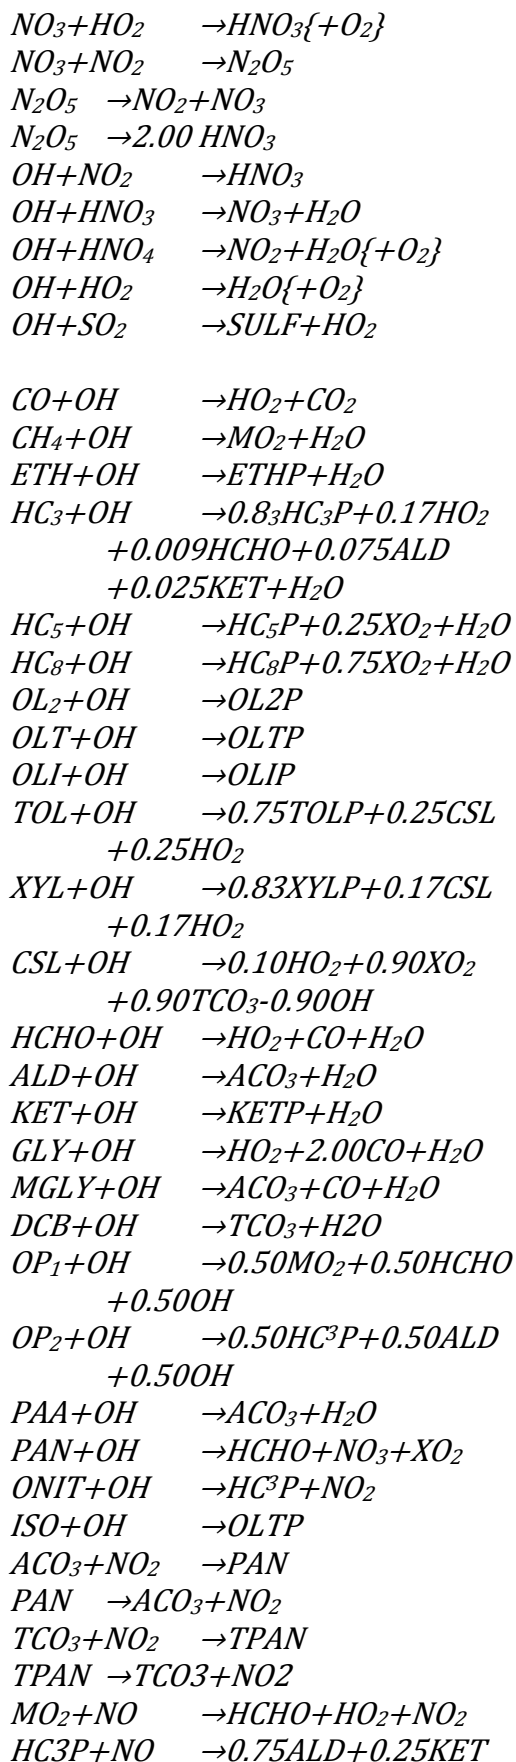 NO₃+HO₂ →HNO₃{+O₂}
NO₃+NO₂ →N₂O₅
N₂O₅ →NO₂+NO₃
N₂O₅ →2.00 HNO₃
OH+NO₂ →HNO₃
OH+HNO₃ →NO₃+H₂O
OH+HNO₄ →NO₂+H₂O{+O₂}
OH+HO₂ →H₂O{+O₂}
OH+SO₂ →SULF+HO₂
CO+OH →HO₂+CO₂
CH₄+OH →MO₂+H₂O
ETH+OH →ETHP+H₂O
HC₃+OH →0.8₃HC₃P+0.17HO₂
+0.009HCHO+0.075ALD
+0.025KET+H₂O
HC₅+OH →HC₅P+0.25XO₂+H₂O
HC₈+OH →HC₈P+0.75XO₂+H₂O
OL₂+OH →OL2P
OLT+OH →OLTP
OLI+OH →OLIP
TOL+OH →0.75TOLP+0.25CSL
+0.25HO₂
XYL+OH →0.83XYLP+0.17CSL
+0.17HO₂
CSL+OH →0.10HO₂+0.90XO₂
+0.90TCO₃-0.90OH
HCHO+OH →HO₂+CO+H₂O
ALD+OH →ACO₃+H₂O
KET+OH →KETP+H₂O
GLY+OH →HO₂+2.00CO+H₂O
MGLY+OH →ACO₃+CO+H₂O
DCB+OH →TCO₃+H2O
OP₁+OH →0.50MO₂+0.50HCHO
+0.50OH
OP₂+OH →0.50HC³P+0.50ALD
+0.50OH
PAA+OH →ACO₃+H₂O
PAN+OH →HCHO+NO₃+XO₂
ONIT+OH →HC³P+NO₂
ISO+OH →OLTP
ACO₃+NO₂ →PAN
PAN →ACO₃+NO₂
TCO₃+NO₂ →TPAN
TPAN →TCO3+NO2
MO₂+NO →HCHO+HO₂+NO₂
HC3P+NO →0.75ALD+0.25KET